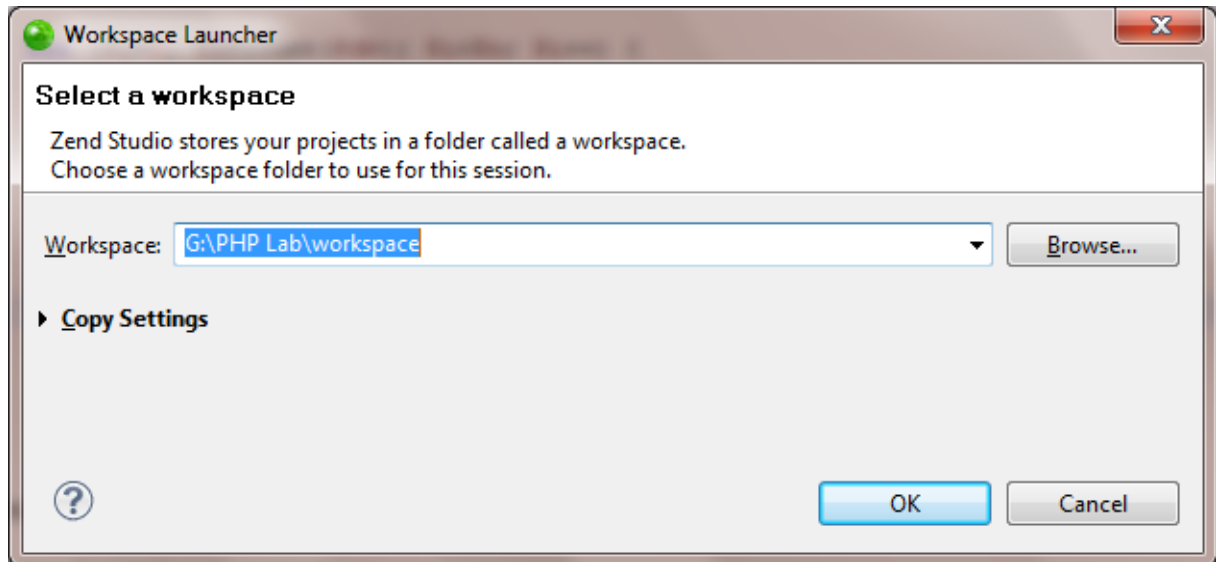 Workspace Launcher
Select a workspace
Zend Studio stores your projects in a folder called a workspace.
Choose a workspace folder to use for this session.
Workspace: G:\PHP Lab\workspace Browse...
Copy Settings
OK Cancel